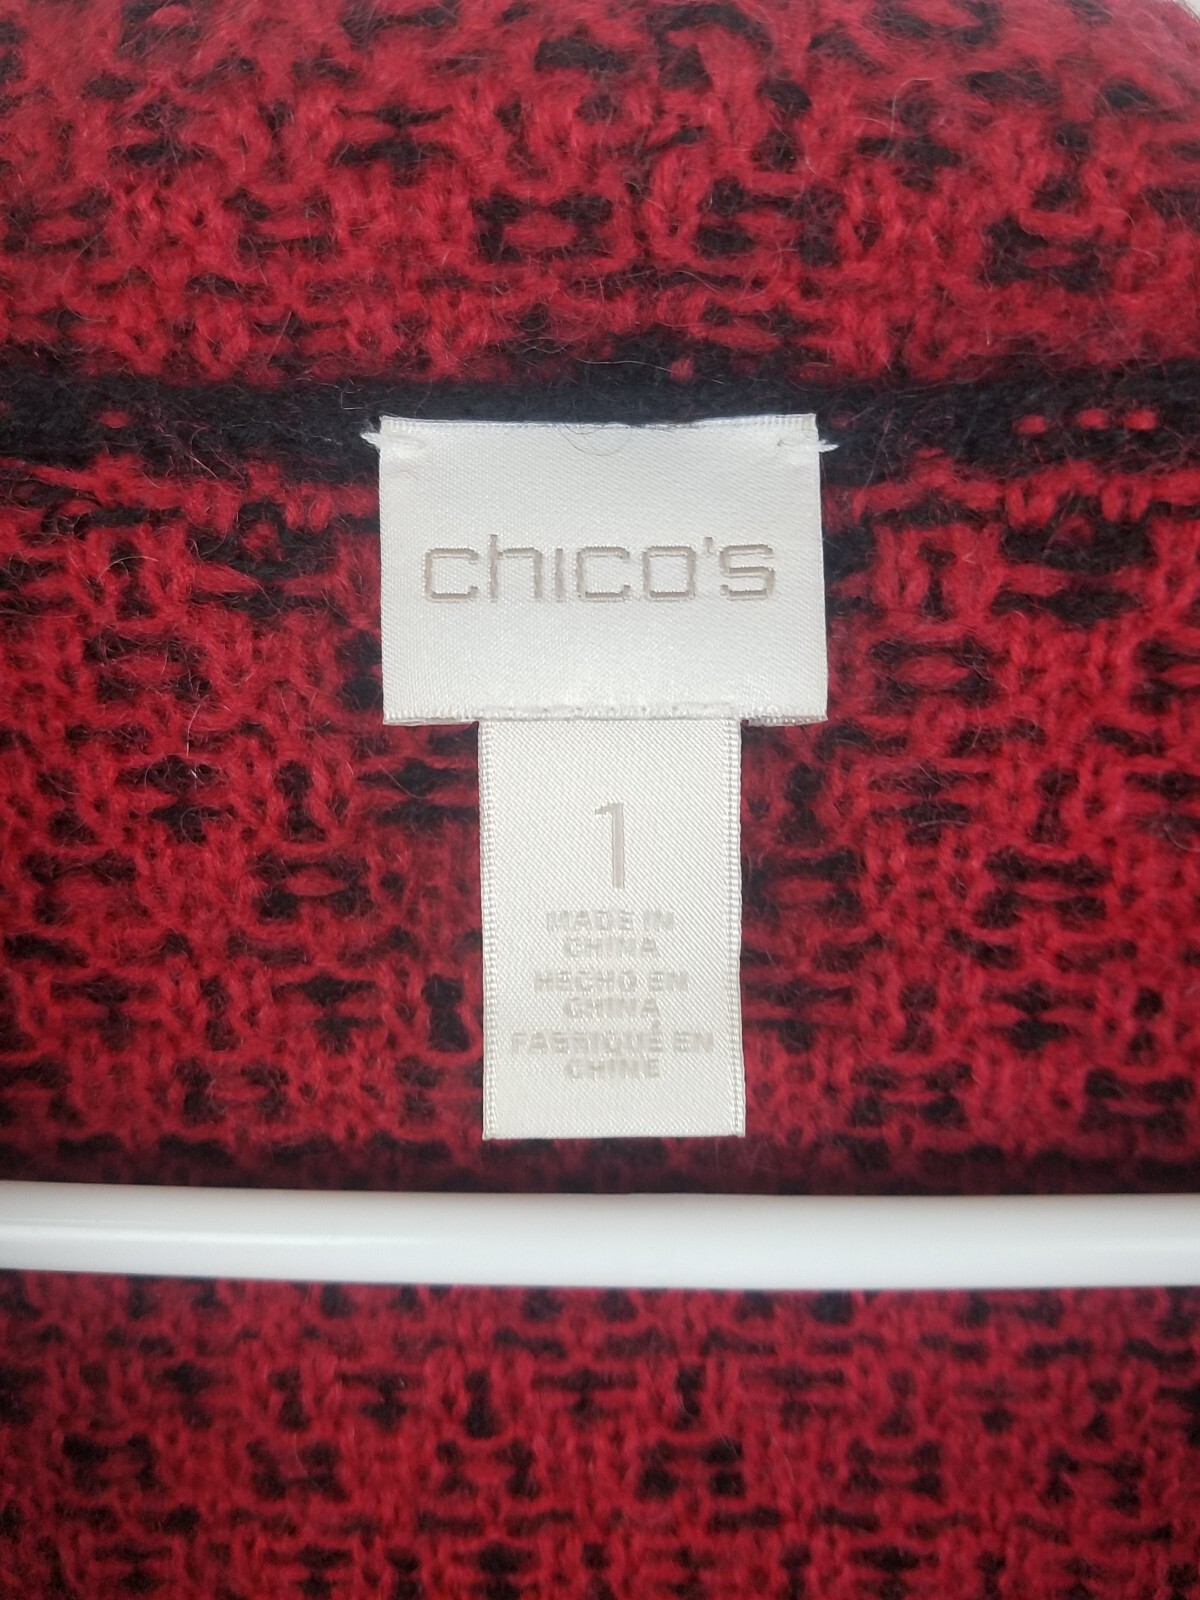 chico's
1
MADE IN
CHINA
HECHO EN
CHINA
FABRIQUÉ EN
CHINE